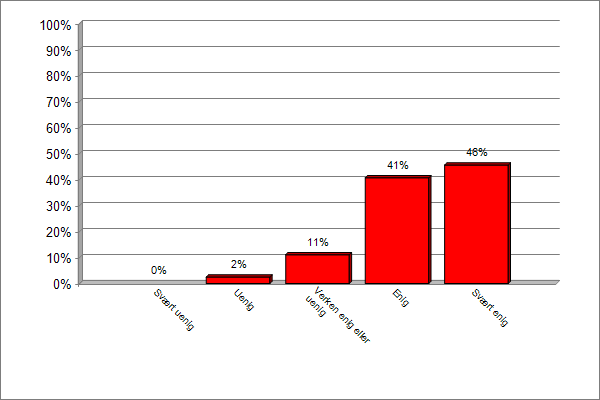 100%
90%
80%
70%
60%
50%
40%
30%
20%
10%
0%
0%
2%
11%
41%
46%
Svært uenig
Uenig
Verken enig eller
uenig
Enig
Svært enig